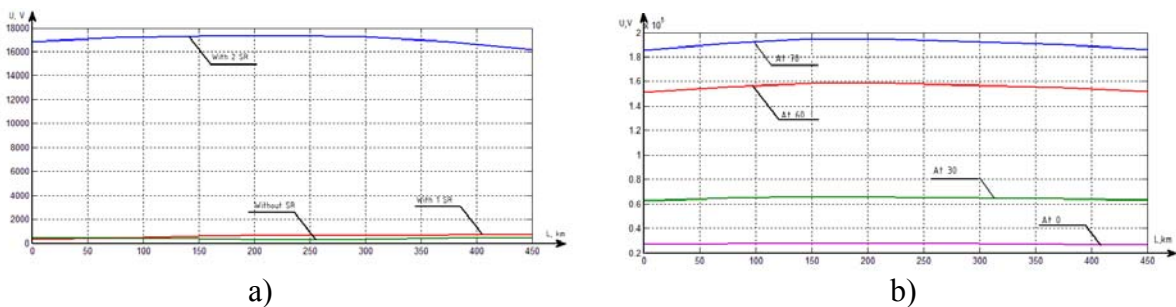 U, V
18000
16000
14000
12000
10000
8000
6000
4000
2000
0
0 50 100 150 200 250 300 350 400 450
L, km
With 2 SR
Without SR
With 1 SR
a)
U,V
× 10⁵
2
1.8
1.6
1.4
1.2
1
0.8
0.6
0.4
0.2
0 50 100 150 200 250 300 350 400 450
L,km
At 78
At 60
At 30
At 0
b)